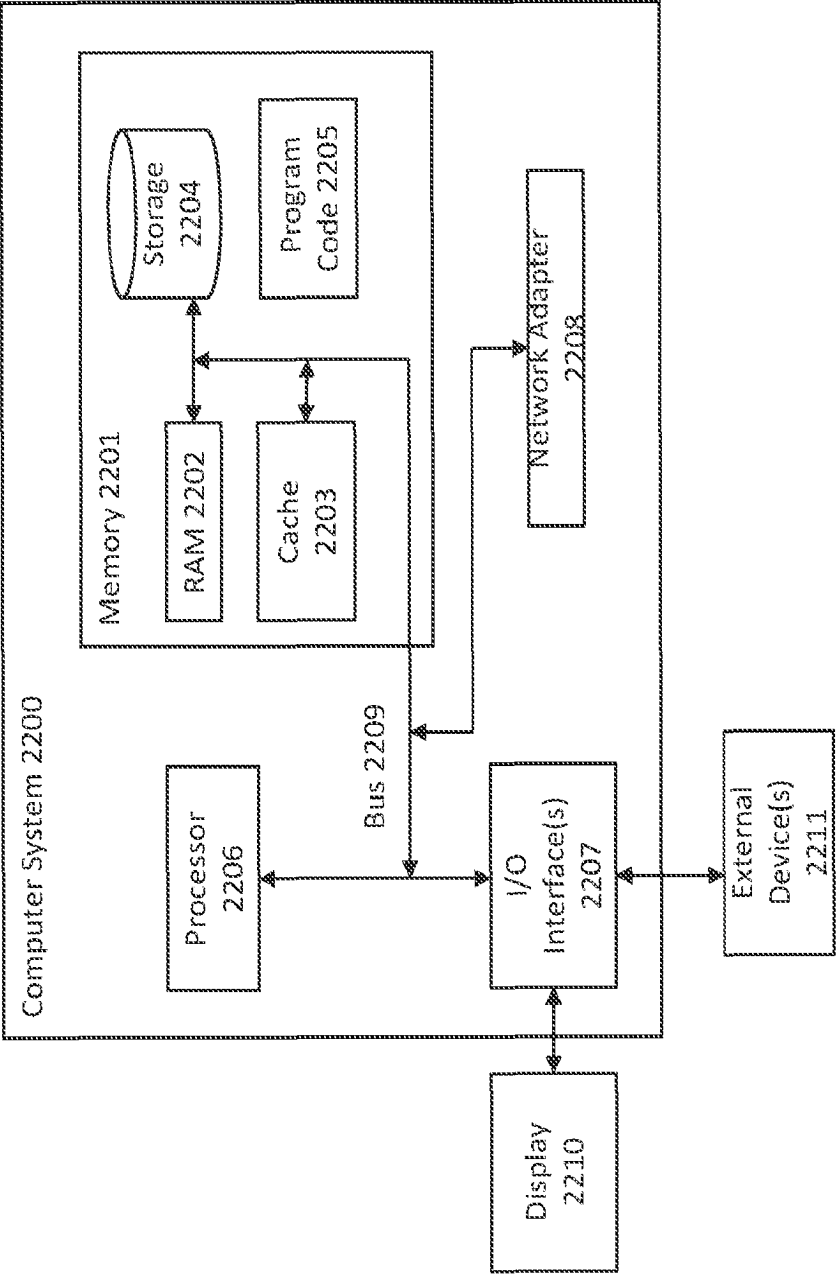 Computer System 2200
Memory 2201
RAM 2202
Storage
2204
Cache
2203
Program
Code 2205
Processor
2206
Bus 2209
I/O
Interface(s)
2207
Network Adapter
2208
Display
2210
External
Device(s)
2211